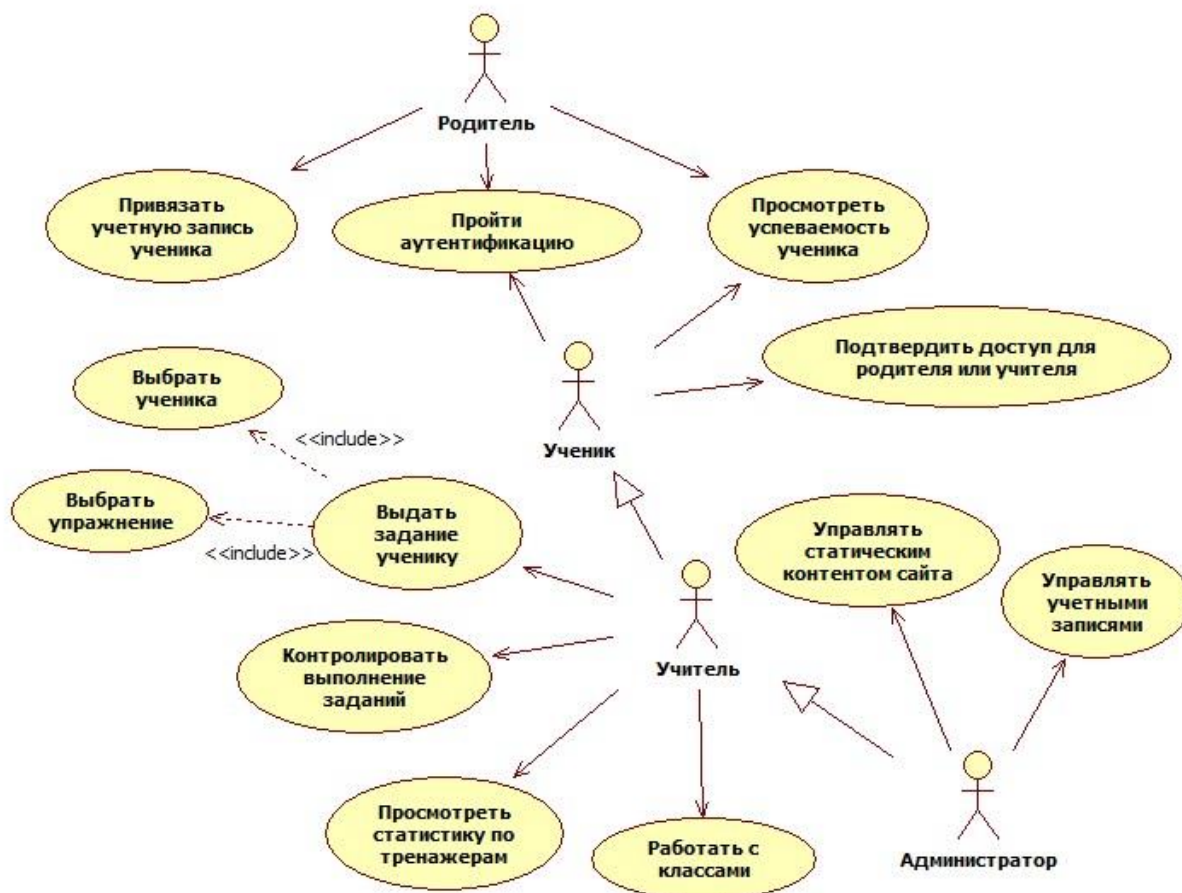 Родитель
Привязать
учетную запись
ученика
Пройти
аутентификацию
Просмотреть
успеваемость
ученика
Подтвердить доступ для
родителя или учителя
Ученик
Выбрать
ученика
<<include>>
Выбрать
упражнение
<<include>>
Выдать
задание
ученику
Управлять
статическим
контентом сайта
Управлять
учетными
записями
Контролировать
выполнение
заданий
Учитель
Просмотреть
статистику по
тренажерам
Работать с
классами
Администратор